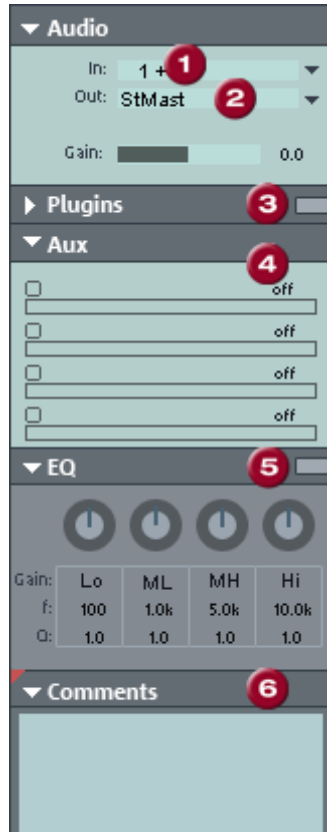 Audio
In: 1 + 1
Out: StMast 2
Gain: 0.0
Plugins 3
Aux 4
off
off
off
off
EQ 5
Gain: Lo ML MH Hi
f: 100 1.0k 5.0k 10.0k
Q: 1.0 1.0 1.0 1.0
Comments 6